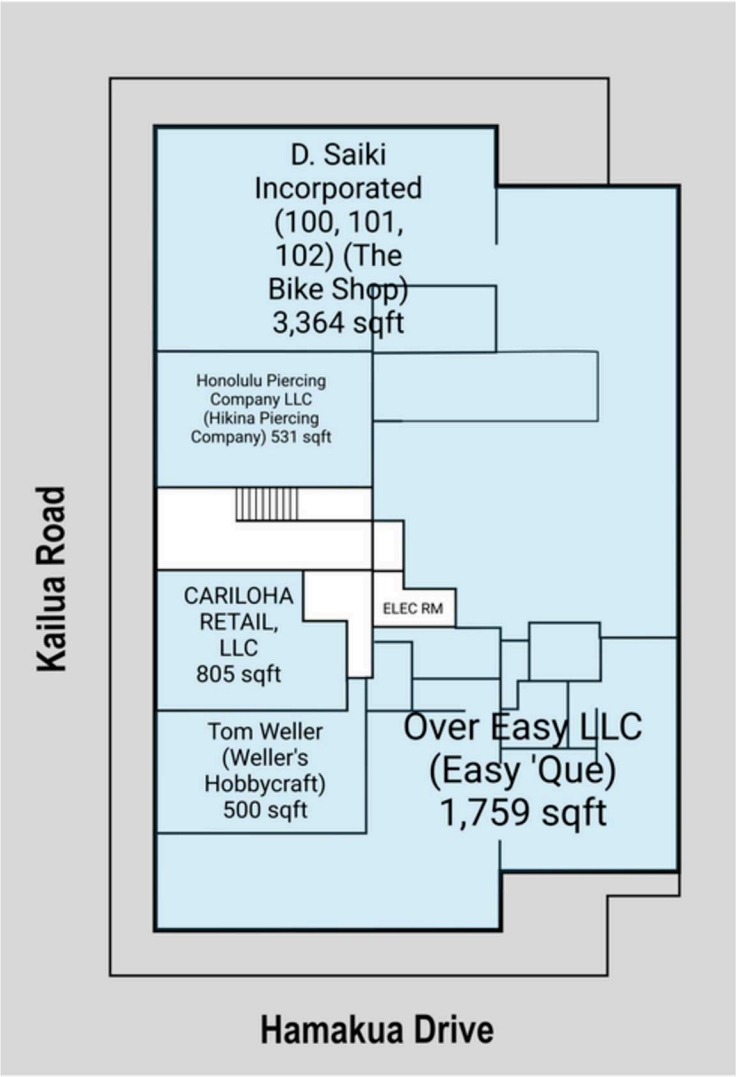 D. Saiki
Incorporated
(100, 101,
102) (The
Bike Shop)
3,364 sqft
Honolulu Piercing
Company LLC
(Hikina Piercing
Company) 531 sqft
ELEC RM
CARILOHA
RETAIL,
LLC
805 sqft
Tom Weller
(Weller's
Hobbycraft)
500 sqft
Over Easy LLC
(Easy 'Que)
1,759 sqft
Kailua Road
Hamakua Drive